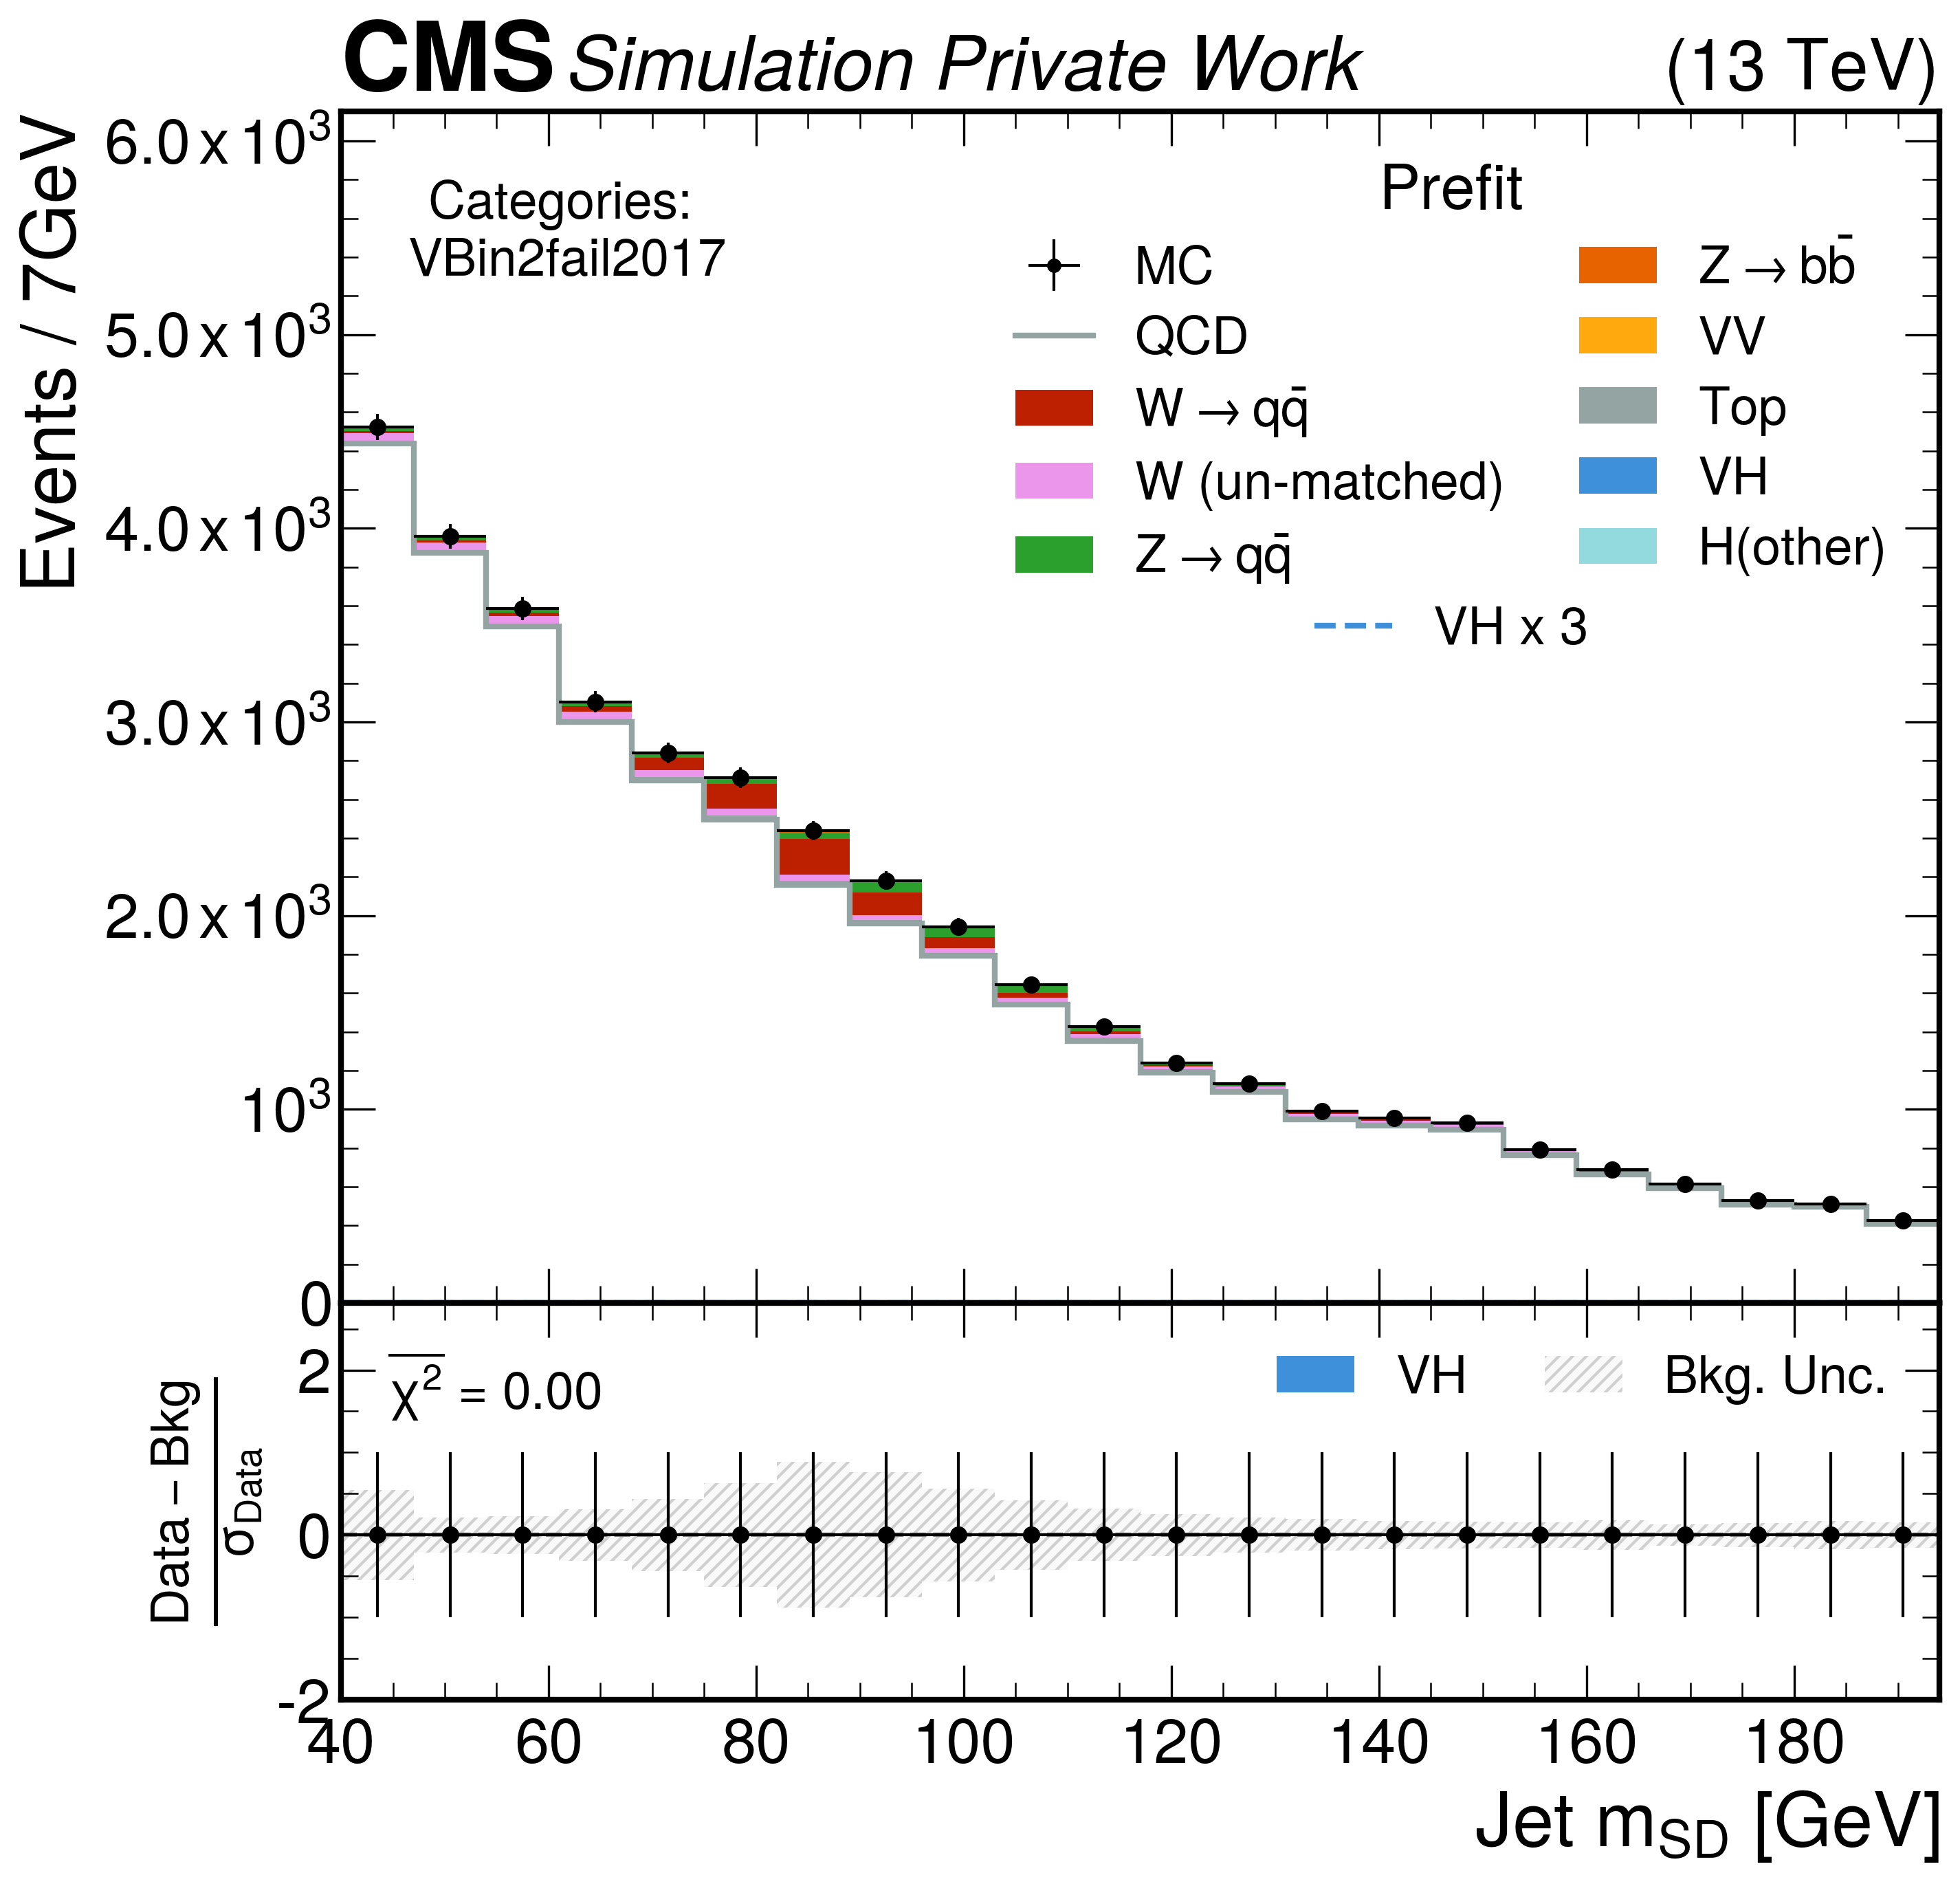 CMS Simulation Private Work (13 TeV)
Events / 7GeV
6.0 x 10³
5.0 x 10³
4.0 x 10³
3.0 x 10³
2.0 x 10³
10³
0
Categories:
VBin2fail2017
Prefit
MC
QCD
W → qq̄
W (un-matched)
Z → qq̄
Z → bb̄
VV
Top
VH
H(other)
VH x 3
Data − Bkg
σ_Data
2
0
-2
χ² = 0.00
VH
Bkg. Unc.
40 60 80 100 120 140 160 180
Jet m_SD [GeV]